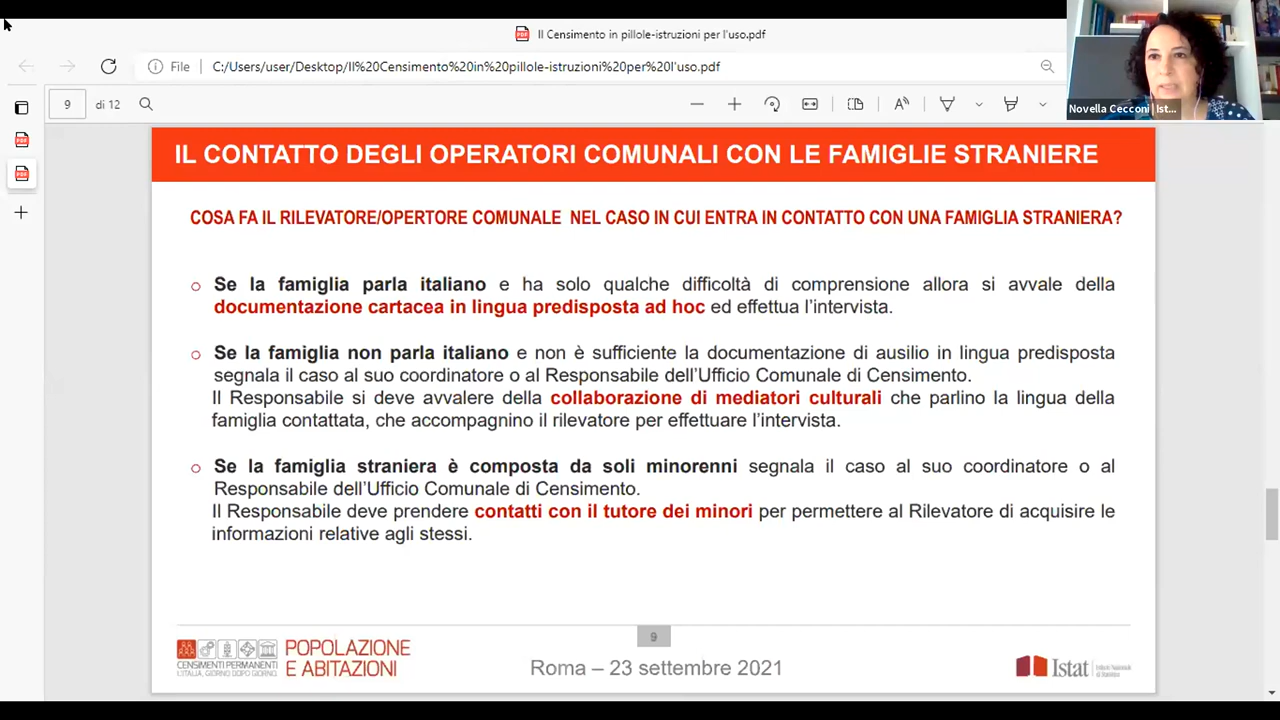 Il Censimento in pillole-istruzioni per l'uso.pdf
File
C:/Users/user/Desktop/Il%20Censimento%20in%20pillole-istruzioni%20per%20l'uso.pdf
Novella Cecconi | Ist...
9 di 12
IL CONTATTO DEGLI OPERATORI COMUNALI CON LE FAMIGLIE STRANIERE
COSA FA IL RILEVATORE/OPERTORE COMUNALE NEL CASO IN CUI ENTRA IN CONTATTO CON UNA FAMIGLIA STRANIERA?
Se la famiglia parla italiano e ha solo qualche difficoltà di comprensione allora si avvale della
documentazione cartacea in lingua predisposta ad hoc ed effettua l'intervista.
Se la famiglia non parla italiano e non è sufficiente la documentazione di ausilio in lingua predisposta
segnala il caso al suo coordinatore o al Responsabile dell'Ufficio Comunale di Censimento.
Il Responsabile si deve avvalere della collaborazione di mediatori culturali che parlino la lingua della
famiglia contattata, che accompagnino il rilevatore per effettuare l'intervista.
Se la famiglia straniera è composta da soli minorenni segnala il caso al suo coordinatore o al
Responsabile dell'Ufficio Comunale di Censimento.
Il Responsabile deve prendere contatti con il tutore dei minori per permettere al Rilevatore di acquisire le
informazioni relative agli stessi.
9
CENSIMENTI PERMANENTI
L'ITALIA, GIORNO DOPO GIORNO.
POPOLAZIONE
E ABITAZIONI
Roma – 23 settembre 2021
Istat